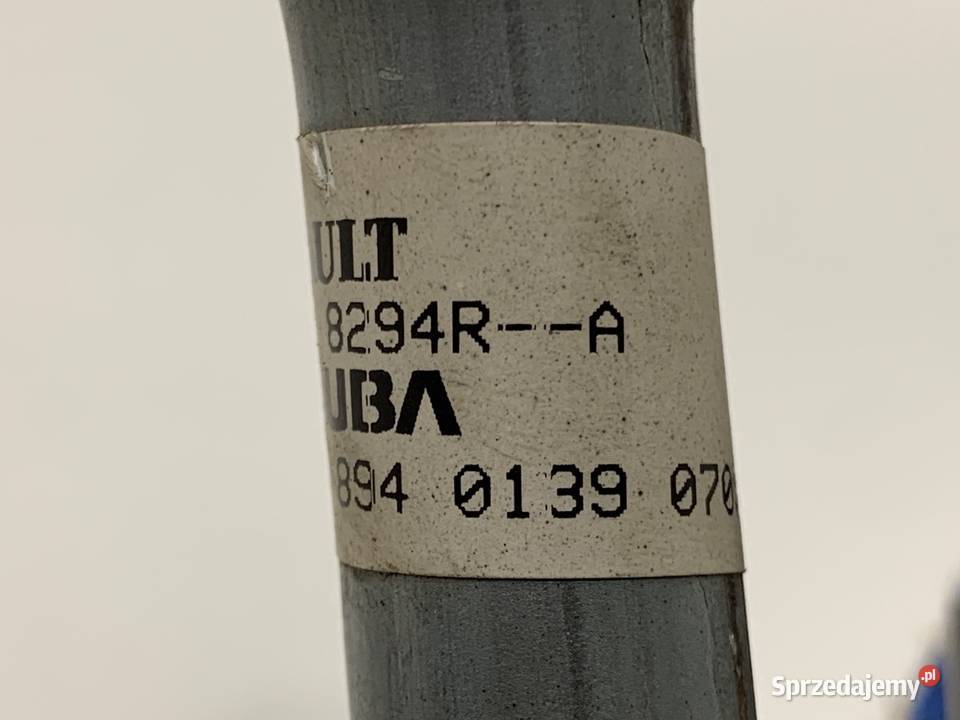 ULT
8294R--A
UBA
894 0139 070
Sprzedajemy.pl